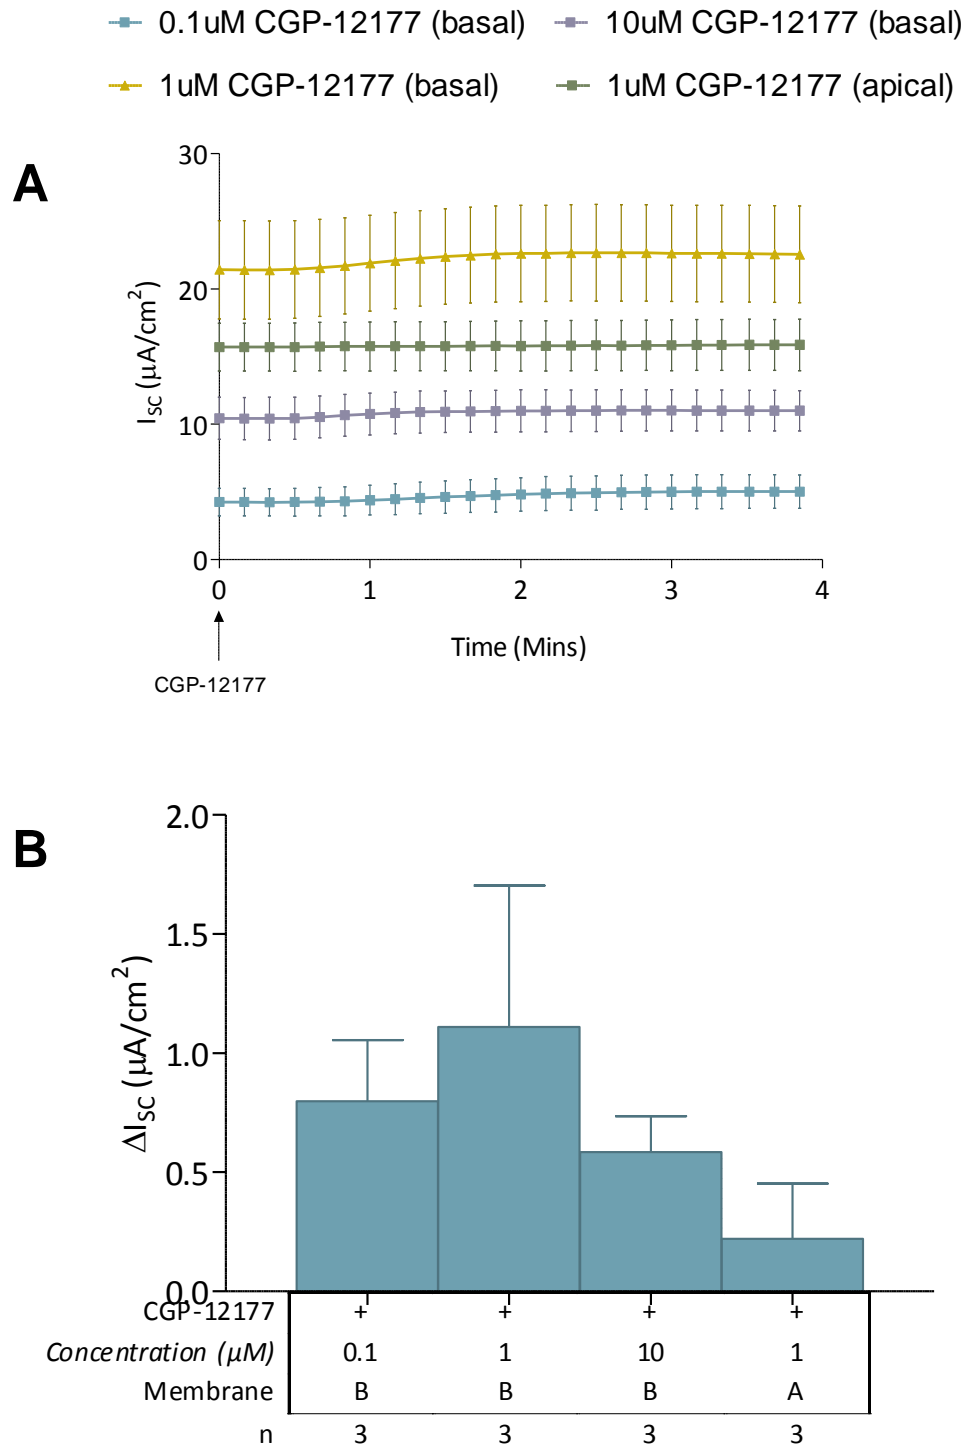 0.1uM CGP-12177 (basal) 10uM CGP-12177 (basal)
1uM CGP-12177 (basal) 1uM CGP-12177 (apical)
A
30
20
10
0
I_SC (μA/cm²)
0 1 2 3 4
Time (Mins)
CGP-12177
B
2.0
1.5
1.0
0.5
0.0
ΔI_SC (μA/cm²)
CGP-12177 + + + +
Concentration (μM) 0.1 1 10 1
Membrane B B B A
n 3 3 3 3